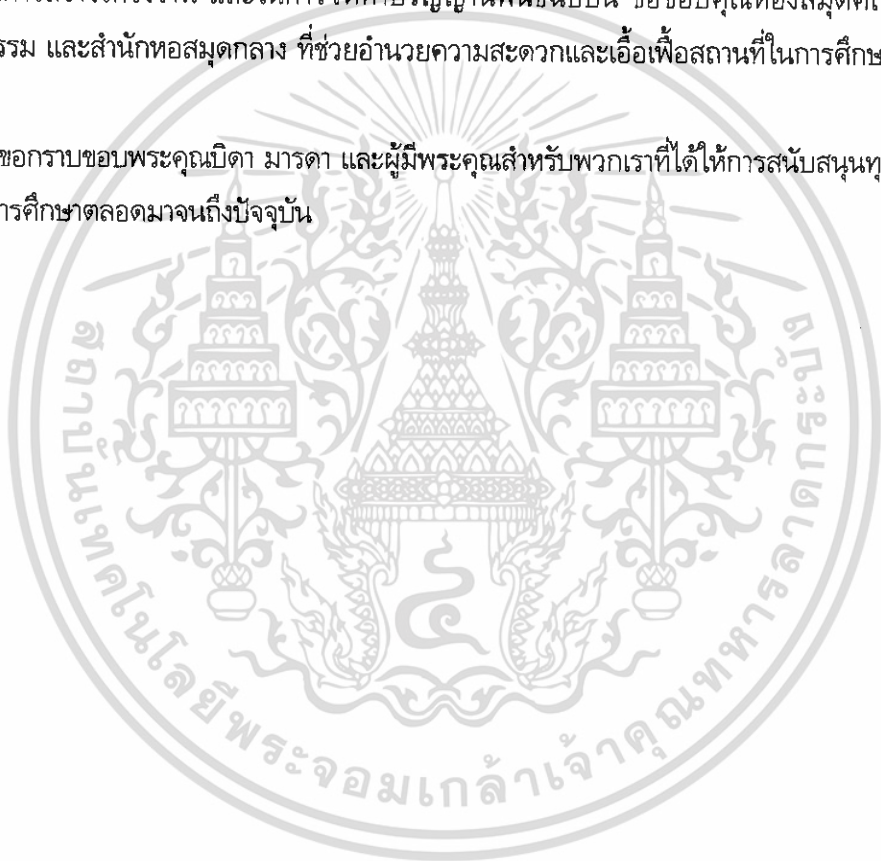 และสำนักหอสมุดกลาง ที่ช่วยอำนวยความสะดวกและเอื้อเฟื้อสถานที่ในการศึกษ
ขอกราบขอบพระคุณบิดา มารดา และผู้มีพระคุณสำหรับพวกเราที่ได้ให้การสนับสนุนทุ
ารศึกษาตลอดมาจนถึงปัจจุบัน
สถาบันเทคโนโลยีพระจอมเกล้าเจ้าคุณทหารลาดกระบัง